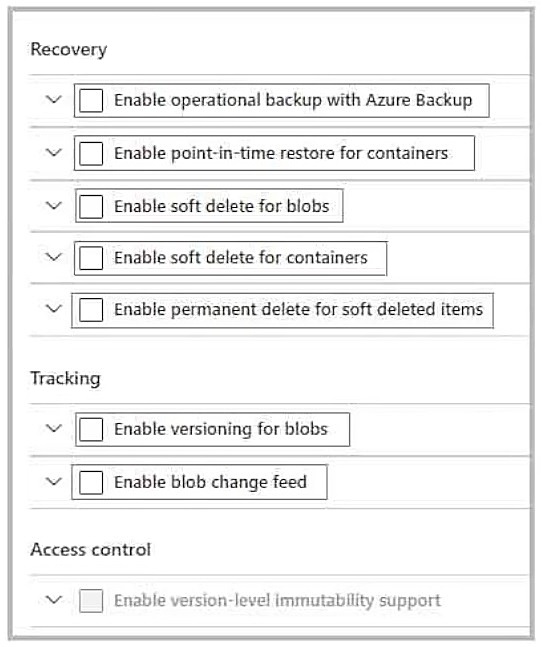 Recovery
Enable operational backup with Azure Backup
Enable point-in-time restore for containers
Enable soft delete for blobs
Enable soft delete for containers
Enable permanent delete for soft deleted items
Tracking
Enable versioning for blobs
Enable blob change feed
Access control
Enable version-level immutability support